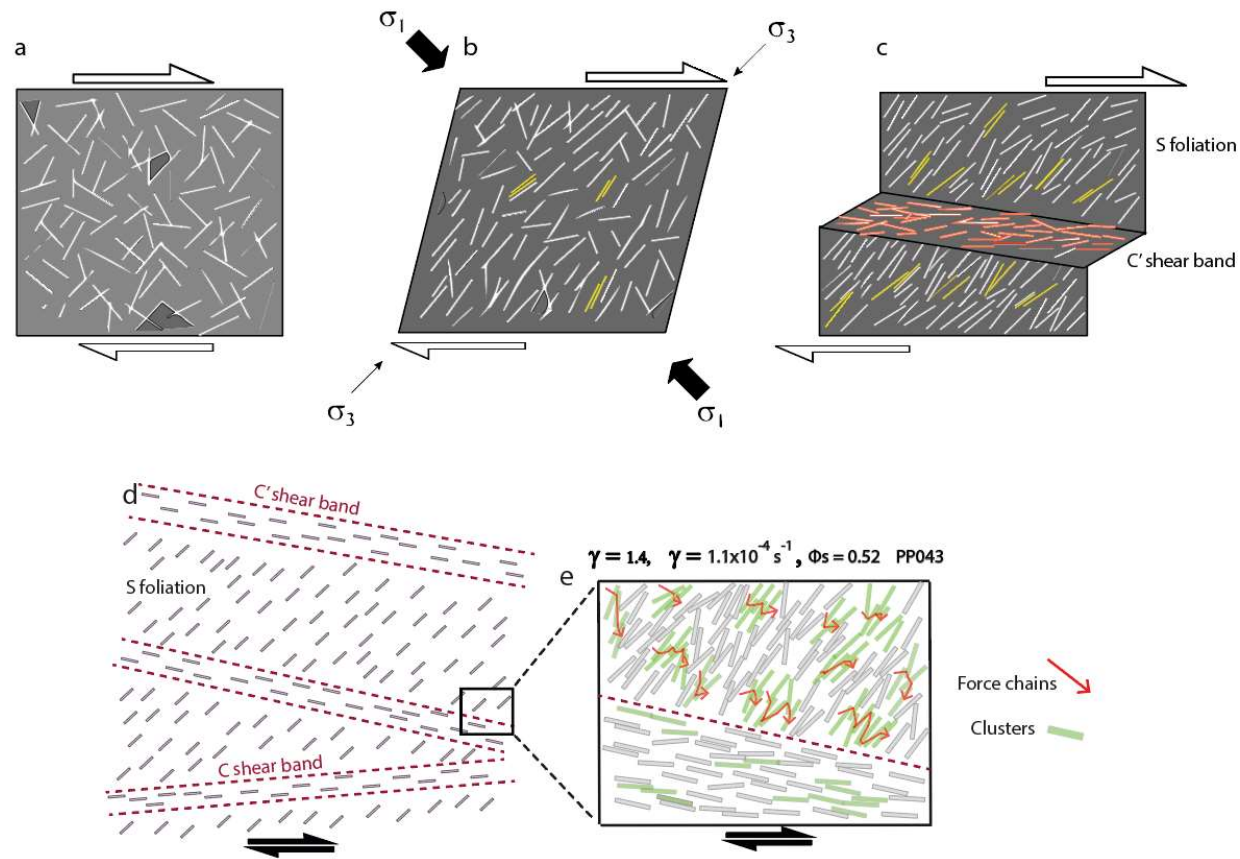 a
σ1
b
σ3
c
S foliation
C' shear band
σ3
σ1
d
C' shear band
S foliation
C shear band
γ = 1.4, γ = 1.1x10⁻⁴ s⁻¹, Φs = 0.52 PP043
e
Force chains
Clusters